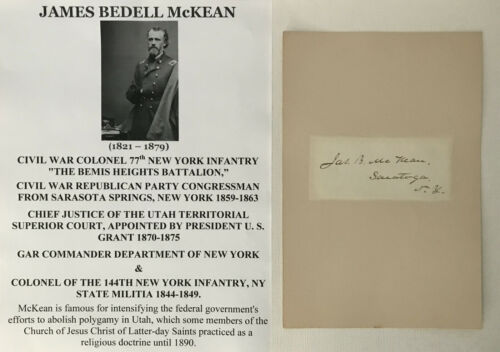 JAMES BEDELL McKEAN
(1821 – 1879)
CIVIL WAR COLONEL 77th NEW YORK INFANTRY
"THE BEMIS HEIGHTS BATTALION,"
CIVIL WAR REPUBLICAN PARTY CONGRESSMAN
FROM SARASOTA SPRINGS, NEW YORK 1859-1863
CHIEF JUSTICE OF THE UTAH TERRITORIAL
SUPERIOR COURT, APPOINTED BY PRESIDENT U. S.
GRANT 1870-1875
GAR COMMANDER DEPARTMENT OF NEW YORK
&
COLONEL OF THE 144TH NEW YORK INFANTRY, NY
STATE MILITIA 1844-1849.
McKean is famous for intensifying the federal government's
efforts to abolish polygamy in Utah, which some members of the
Church of Jesus Christ of Latter-day Saints practiced as a
religious doctrine until 1890.
Jas. B. McKean,
Saratoga,
N. Y.